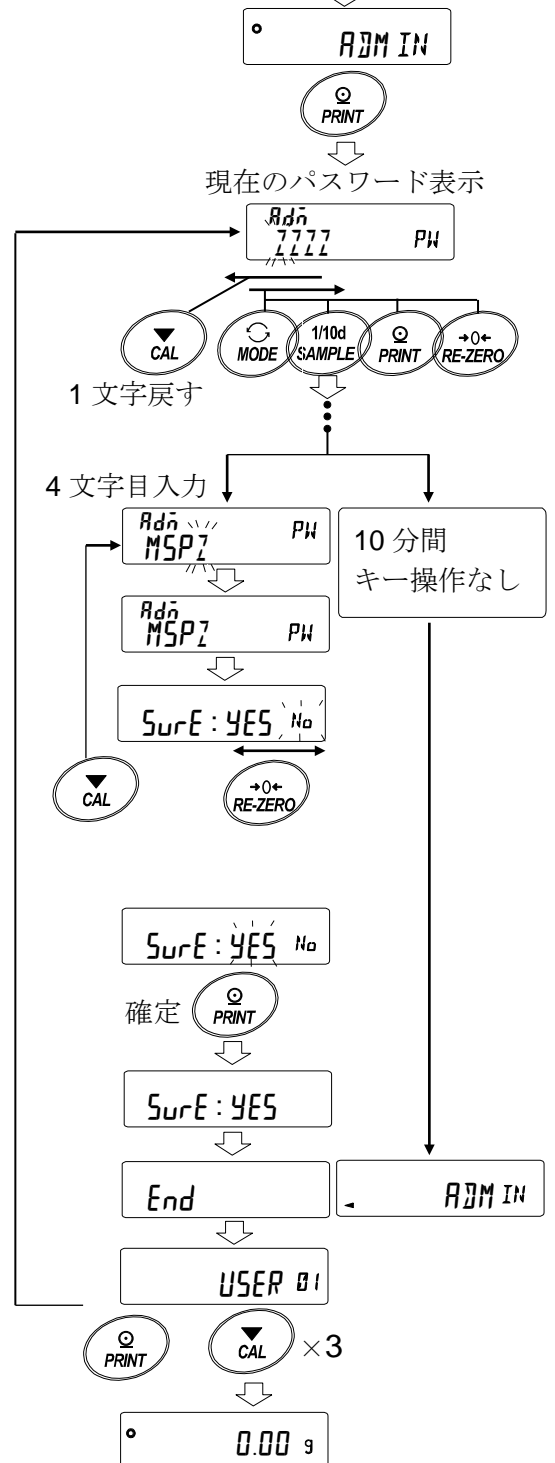 ADMIN
PRINT
現在のパスワード表示
Adm
ZZZZ PW
CAL
MODE
1/10d
SAMPLE
PRINT
→0←
RE-ZERO
1 文字戻す
4 文字目入力
Adm
MSPZ PW
10 分間
キー操作なし
Adm
MSPZ PW
SurE : YES No
CAL
→0←
RE-ZERO
SurE : YES No
確定
PRINT
SurE : YES
End
ADMIN
USER 01
PRINT
CAL
×3
0.00 g